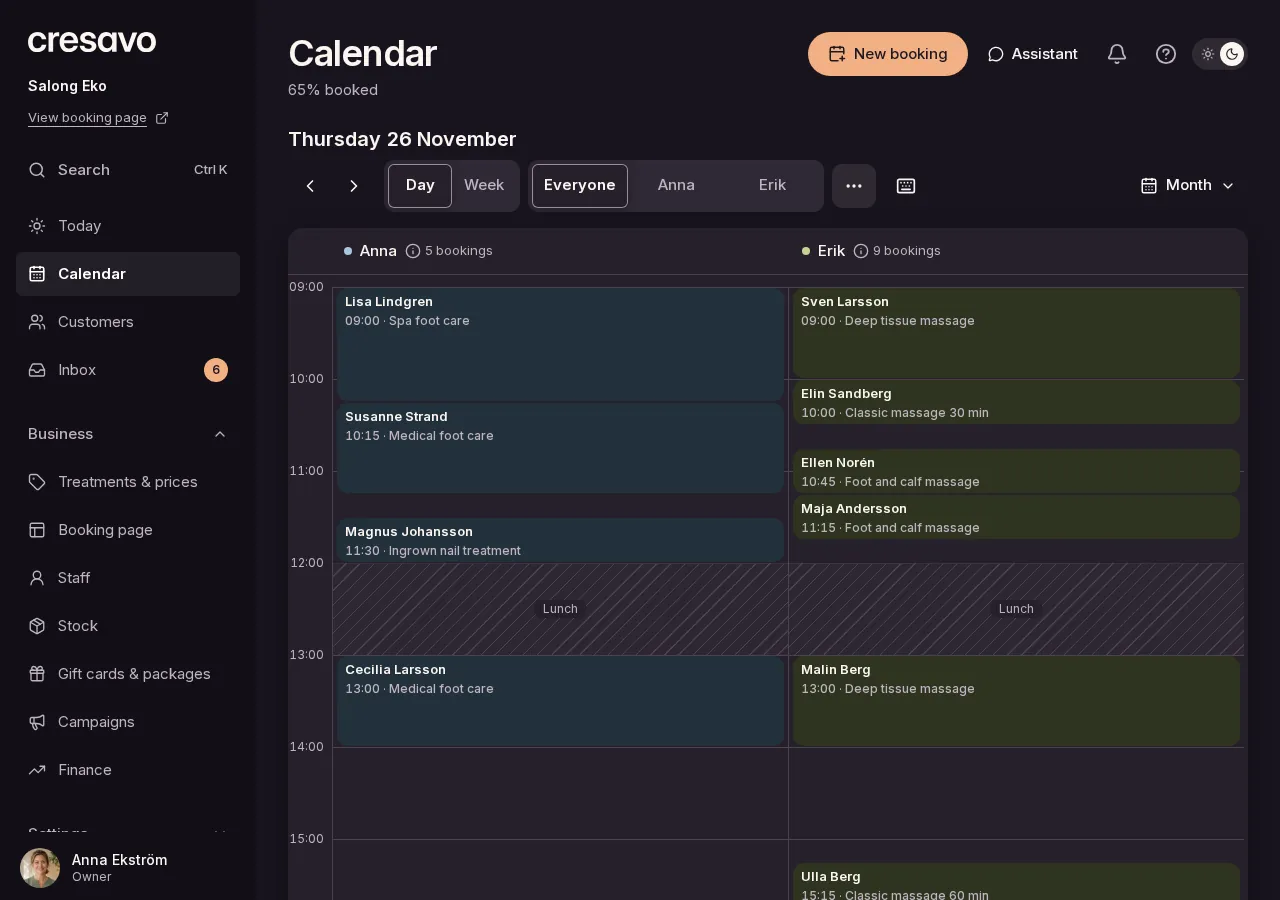 cresavo
Salong Eko
View booking page
Search Ctrl K
Today
Calendar
Customers
Inbox 6
Business
Treatments & prices
Booking page
Staff
Stock
Gift cards & packages
Campaigns
Finance
Anna Ekström
Owner
Calendar
65% booked
New booking
Assistant
Thursday 26 November
Day Week
Everyone Anna Erik
Month
Anna 5 bookings
Erik 9 bookings
09:00
Lisa Lindgren
09:00 · Spa foot care
Sven Larsson
09:00 · Deep tissue massage
10:00
Elin Sandberg
10:00 · Classic massage 30 min
Susanne Strand
10:15 · Medical foot care
Ellen Norén
10:45 · Foot and calf massage
11:00
Maja Andersson
11:15 · Foot and calf massage
Magnus Johansson
11:30 · Ingrown nail treatment
12:00
Lunch
Lunch
13:00
Cecilia Larsson
13:00 · Medical foot care
Malin Berg
13:00 · Deep tissue massage
14:00
15:00
Ulla Berg
15:15 · Classic massage 60 min